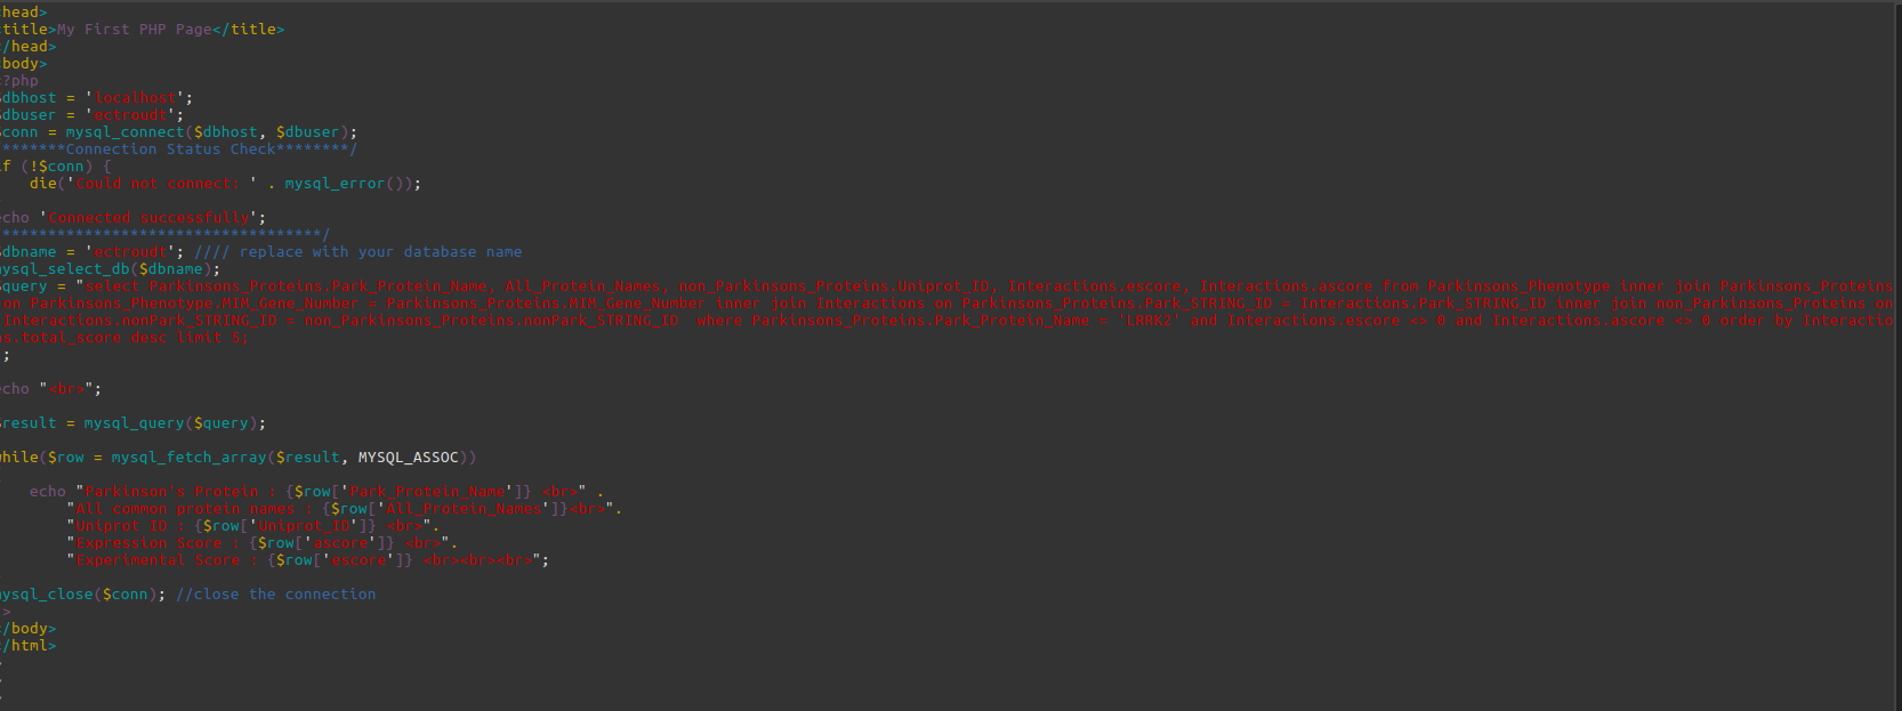 head>
title>My First PHP Page</title>
/head>
body>
?php
dbhost = 'localhost';
dbuser = 'ectroudt';
conn = mysql_connect($dbhost, $dbuser);
*******Connection Status Check********/
f (!$conn) {
die('Could not connect: ' . mysql_error());
echo 'Connected successfully';
***********************************/
dbname = 'ectroudt'; //// replace with your database name
mysql_select_db($dbname);
$query = "select Parkinsons_Proteins.Park_Protein_Name, All_Protein_Names, non_Parkinsons_Proteins.Uniprot_ID, Interactions.escore, Interactions.ascore from Parkinsons_Phenotype inner join Parkinsons_Proteins
on Parkinsons_Phenotype.MIM_Gene_Number = Parkinsons_Proteins.MIM_Gene_Number inner join Interactions on Parkinsons_Proteins.Park_STRING_ID = Interactions.Park_STRING_ID inner join non_Parkinsons_Proteins on
Interactions.nonPark_STRING_ID = non_Parkinsons_Proteins.nonPark_STRING_ID  where Parkinsons_Proteins.Park_Protein_Name = 'LRRK2' and Interactions.escore <> 0 and Interactions.ascore <> 0 order by Interactio
ns.total_score desc limit 5;
;
echo "<br>";
$result = mysql_query($query);
while($row = mysql_fetch_array($result, MYSQL_ASSOC))
echo "Parkinson's Protein : {$row['Park_Protein_Name']} <br>" .
"All common protein names : {$row['All_Protein_Names']}<br>".
"Uniprot ID : {$row['Uniprot_ID']} <br>".
"Expression Score : {$row['ascore']} <br>".
"Experimental Score : {$row['escore']} <br><br><br>";
mysql_close($conn); //close the connection
>
/body>
/html>